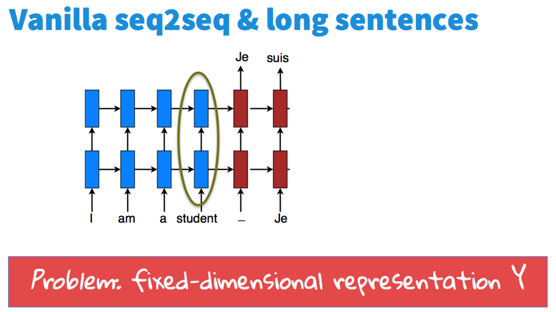 Vanilla seq2seq & long sentences
Je suis
I am a student _ Je
Problem: fixed-dimensional representation Y